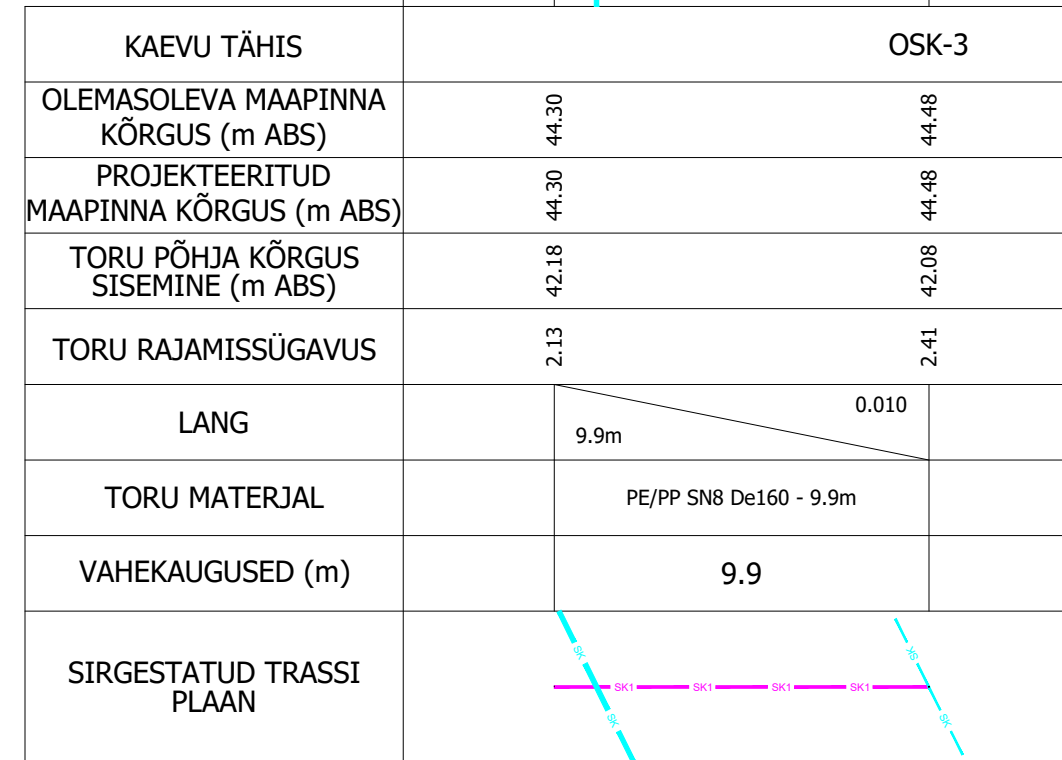 KAEVU TÄHIS
OSK-3
OLEMASOLEVA MAAPINNA
KÕRGUS (m ABS)
44.30
44.48
PROJEKTEERITUD
MAAPINNA KÕRGUS (m ABS)
44.30
44.48
TORU PÕHJA KÕRGUS
SISEMINE (m ABS)
42.18
42.08
TORU RAJAMISSÜGAVUS
2.13
2.41
LANG
0.010
9.9m
TORU MATERJAL
PE/PP SN8 De160 - 9.9m
VAHEKAUGUSED (m)
9.9
SIRGESTATUD TRASSI
PLAAN
SK
SK
SK1 SK1 SK1 SK1
SK
SK